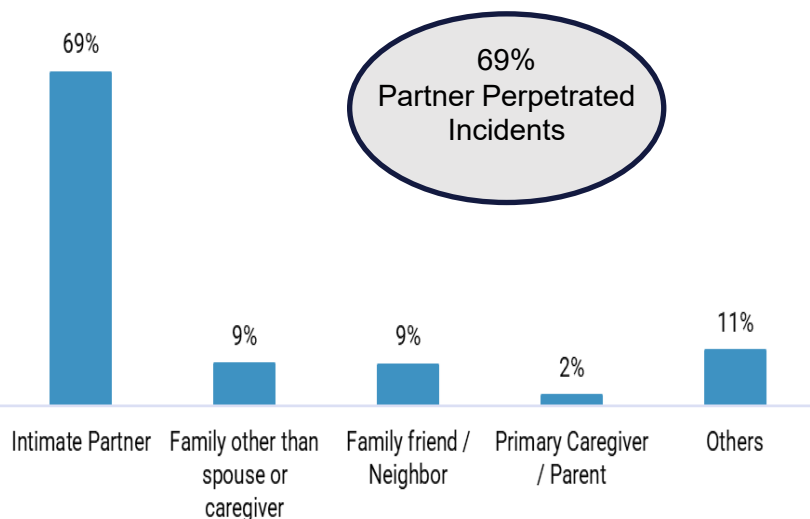 69%
69%
Partner Perpetrated
Incidents
9%
9%
2%
11%
Intimate Partner
Family other than
spouse or
caregiver
Family friend /
Neighbor
Primary Caregiver
/ Parent
Others